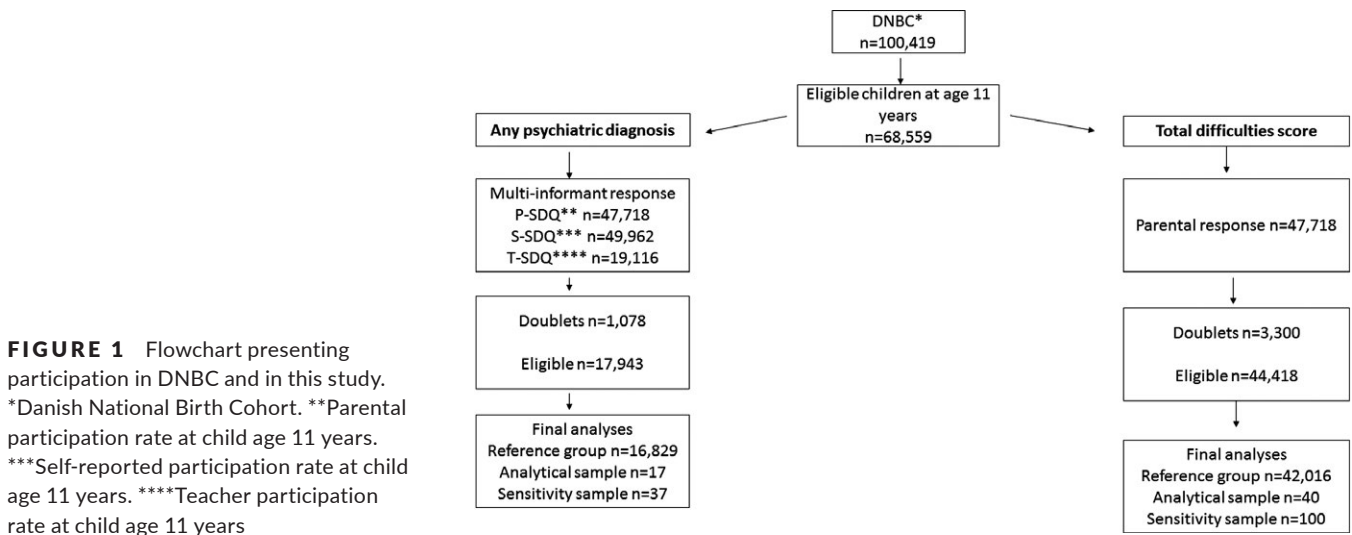 DNBC*
n=100,419
Eligible children at age 11
years
n=68,559
Any psychiatric diagnosis
Total difficulties score
Multi-informant response
P-SDQ** n=47,718
S-SDQ*** n=49,962
T-SDQ**** n=19,116
Parental response n=47,718
Doublets n=1,078
Eligible n=17,943
Doublets n=3,300
Eligible n=44,418
Final analyses
Reference group n=16,829
Analytical sample n=17
Sensitivity sample n=37
Final analyses
Reference group n=42,016
Analytical sample n=40
Sensitivity sample n=100
FIGURE 1 Flowchart presenting
participation in DNBC and in this study.
*Danish National Birth Cohort. **Parental
participation rate at child age 11 years.
***Self-reported participation rate at child
age 11 years. ****Teacher participation
rate at child age 11 years